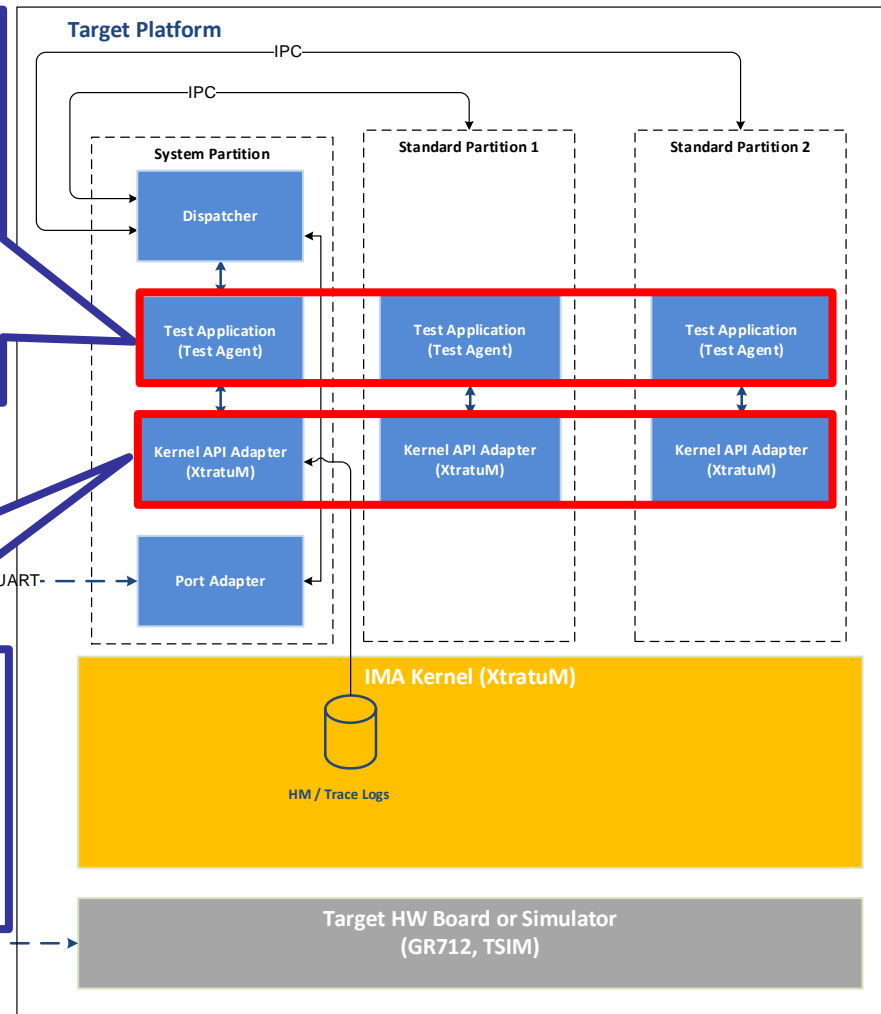 Target Platform
IPC
IPC
System Partition
Standard Partition 1
Standard Partition 2
Dispatcher
Test Application
(Test Agent)
Test Application
(Test Agent)
Test Application
(Test Agent)
Kernel API Adapter
(XtratuM)
Kernel API Adapter
(XtratuM)
Kernel API Adapter
(XtratuM)
UART
Port Adapter
IMA Kernel (XtratuM)
HM / Trace Logs
Target HW Board or Simulator
(GR712, TSIM)